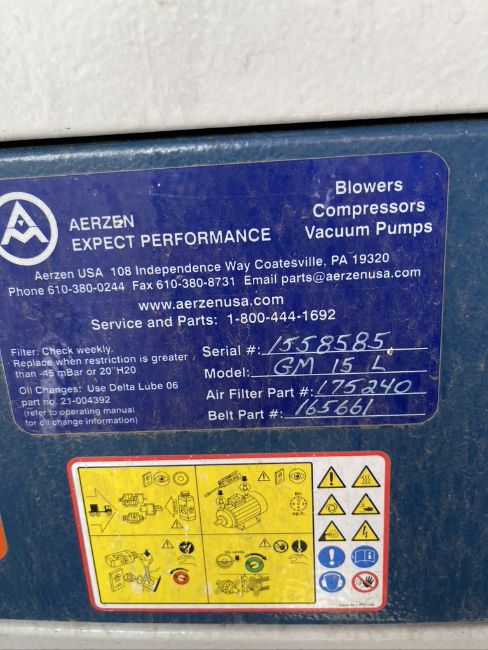 AERZEN
EXPECT PERFORMANCE
Blowers
Compressors
Vacuum Pumps
Aerzen USA 108 Independence Way Coatesville, PA 19320
Phone 610-380-0244 Fax 610-380-8731 Email parts@aerzenusa.com
www.aerzenusa.com
Service and Parts: 1-800-444-1692
Filter: Check weekly.
Replace when restriction is greater
than -45 mBar or 20"H20
Oil Changes: Use Delta Lube 06
part no. 21-004392
(refer to operating manual
for oil change information)
Serial #: 1558585
Model: GM 15 L
Air Filter Part #: 175240
Belt Part #: 165661
OIL LEVEL